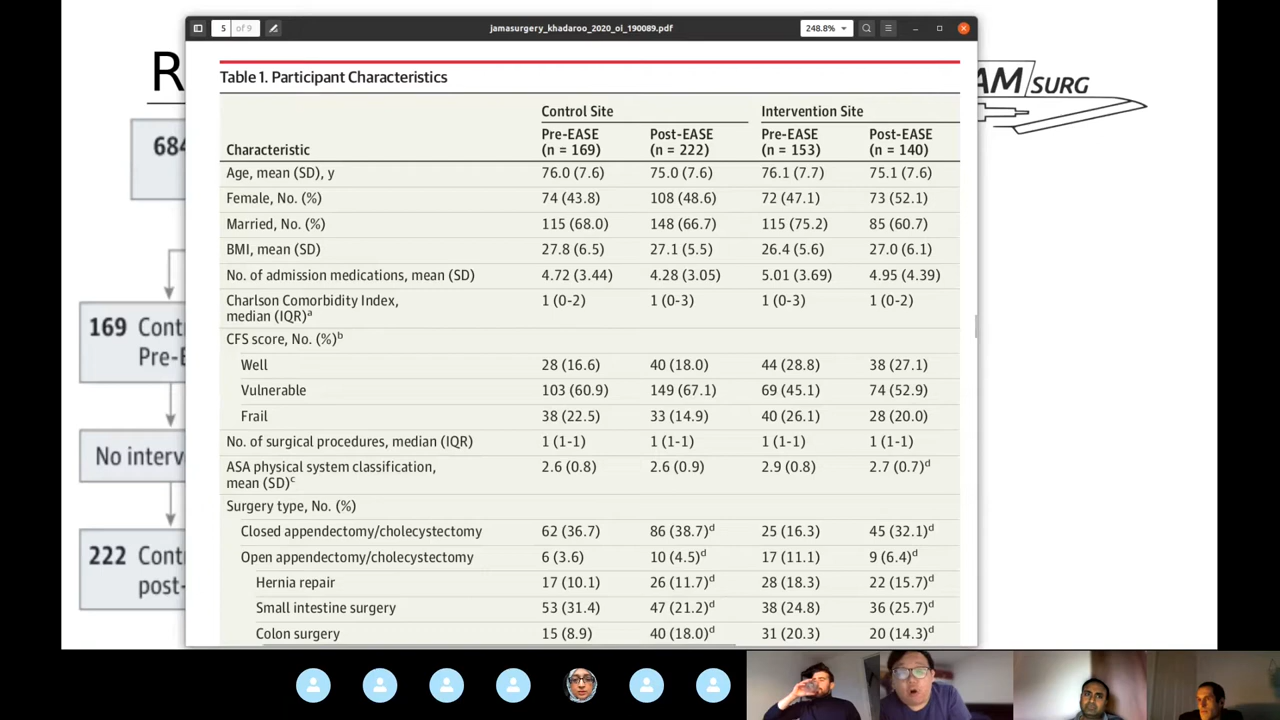 5 of 9
jamasurgery_khadaroo_2020_oi_190089.pdf
248.8%
R
AM SURG
684
Table 1. Participant Characteristics
Control Site Intervention Site
Pre-EASE Post-EASE Pre-EASE Post-EASE
Characteristic (n = 169) (n = 222) (n = 153) (n = 140)
Age, mean (SD), y 76.0 (7.6) 75.0 (7.6) 76.1 (7.7) 75.1 (7.6)
Female, No. (%) 74 (43.8) 108 (48.6) 72 (47.1) 73 (52.1)
Married, No. (%) 115 (68.0) 148 (66.7) 115 (75.2) 85 (60.7)
BMI, mean (SD) 27.8 (6.5) 27.1 (5.5) 26.4 (5.6) 27.0 (6.1)
No. of admission medications, mean (SD) 4.72 (3.44) 4.28 (3.05) 5.01 (3.69) 4.95 (4.39)
Charlson Comorbidity Index, 1 (0-2) 1 (0-3) 1 (0-3) 1 (0-2)
median (IQR)a
CFS score, No. (%)b
Well 28 (16.6) 40 (18.0) 44 (28.8) 38 (27.1)
Vulnerable 103 (60.9) 149 (67.1) 69 (45.1) 74 (52.9)
Frail 38 (22.5) 33 (14.9) 40 (26.1) 28 (20.0)
No. of surgical procedures, median (IQR) 1 (1-1) 1 (1-1) 1 (1-1) 1 (1-1)
ASA physical system classification, 2.6 (0.8) 2.6 (0.9) 2.9 (0.8) 2.7 (0.7)d
mean (SD)c
Surgery type, No. (%)
Closed appendectomy/cholecystectomy 62 (36.7) 86 (38.7)d 25 (16.3) 45 (32.1)d
Open appendectomy/cholecystectomy 6 (3.6) 10 (4.5)d 17 (11.1) 9 (6.4)d
Hernia repair 17 (10.1) 26 (11.7)d 28 (18.3) 22 (15.7)d
Small intestine surgery 53 (31.4) 47 (21.2)d 38 (24.8) 36 (25.7)d
Colon surgery 15 (8.9) 40 (18.0)d 31 (20.3) 20 (14.3)d
169 Cont
Pre-E
No interv
222 Cont
post-